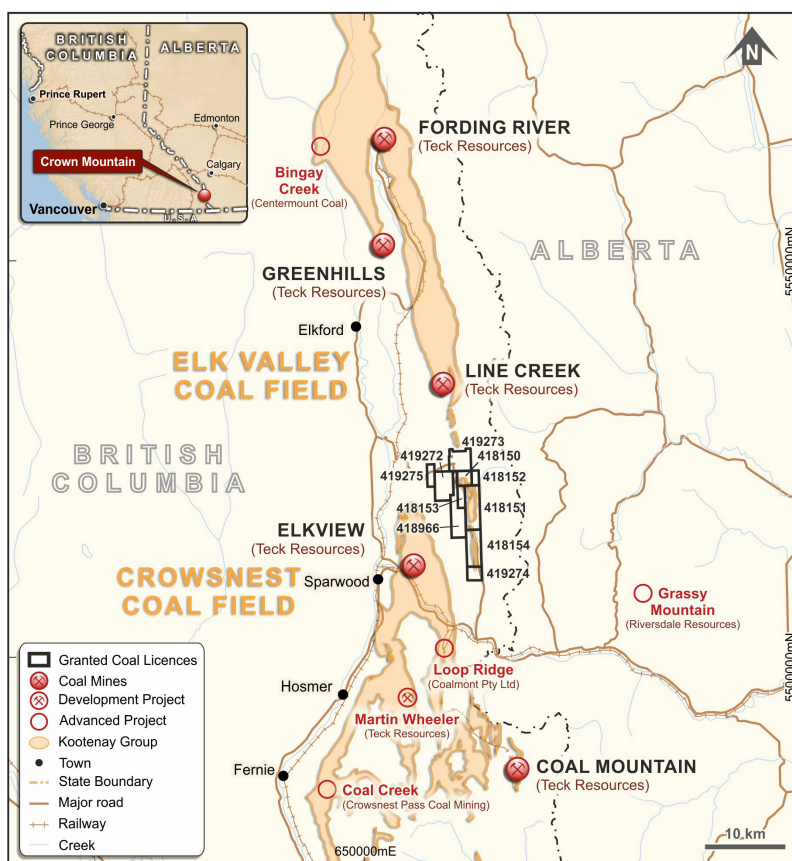 BRITISH
COLUMBIA
ALBERTA
Prince Rupert
Prince George
Edmonton
Crown Mountain
Calgary
Vancouver
U.S.A
N
FORDING RIVER
(Teck Resources)
Bingay
Creek
(Centermount Coal)
ALBERTA
5550000mN
GREENHILLS
(Teck Resources)
Elkford
ELK VALLEY
COAL FIELD
LINE CREEK
(Teck Resources)
BRITISH
COLUMBIA
419273
419272
418150
419275
418152
418153
418151
418966
418154
419274
ELKVIEW
(Teck Resources)
CROWSNEST
COAL FIELD
Sparwood
Grassy
Mountain
(Riversdale Resources)
Loop Ridge
(Coalmont Pty Ltd)
5500000mN
Hosmer
Martin Wheeler
(Teck Resources)
Fernie
COAL MOUNTAIN
(Teck Resources)
Coal Creek
(Crowsnest Pass Coal Mining)
Granted Coal Licences
Coal Mines
Development Project
Advanced Project
Kootenay Group
Town
State Boundary
Major road
Railway
Creek
650000mE
10 km